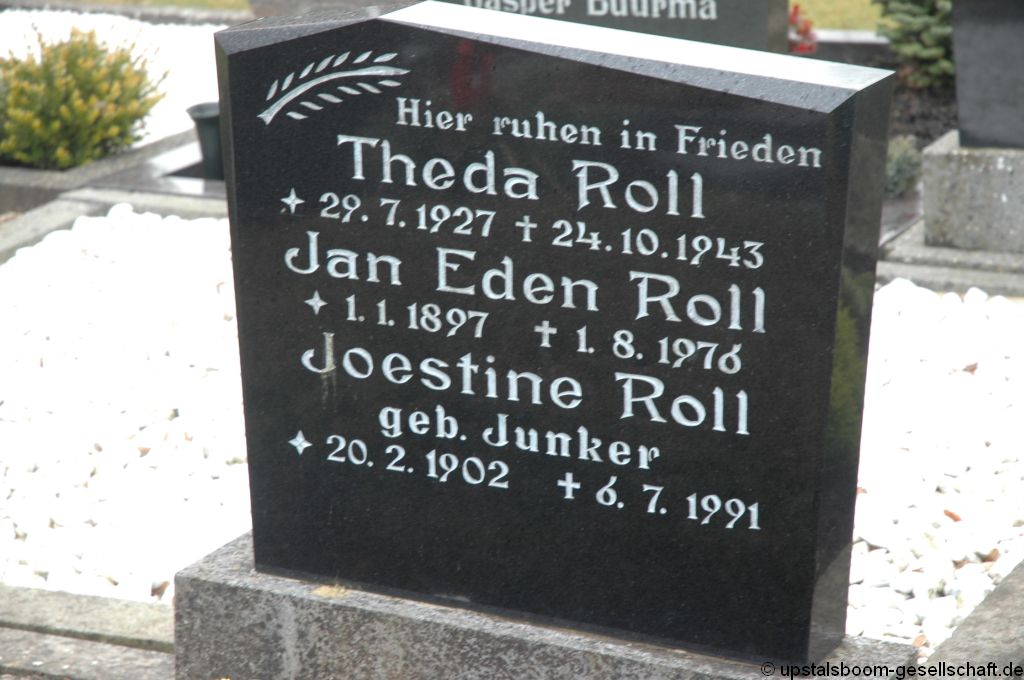 Jasper Buurma
Hier ruhen in Frieden
Theda Roll
✦ 29. 7. 1927 † 24. 10. 1943
Jan Eden Roll
✦ 1. 1. 1897 † 1. 8. 1976
Joestine Roll
geb. Junker
✦ 20. 2. 1902 † 6. 7. 1991
© upstalsboom-gesellschaft.de